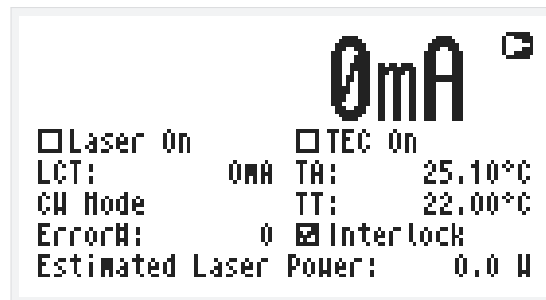 0mA
Laser On TEC On
LCT: 0mA TA: 25.10°C
CW Mode TT: 22.00°C
Error#: 0 Interlock
Estimated Laser Power: 0.0 W